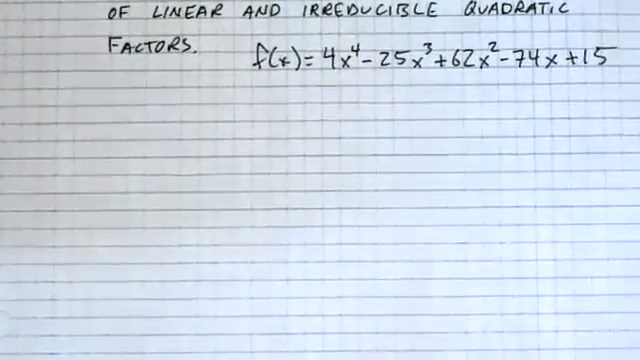 OF LINEAR AND IRREDUCIBLE QUADRATIC
FACTORS. f(x) = 4x⁴ - 25x³ + 62x² - 74x + 15